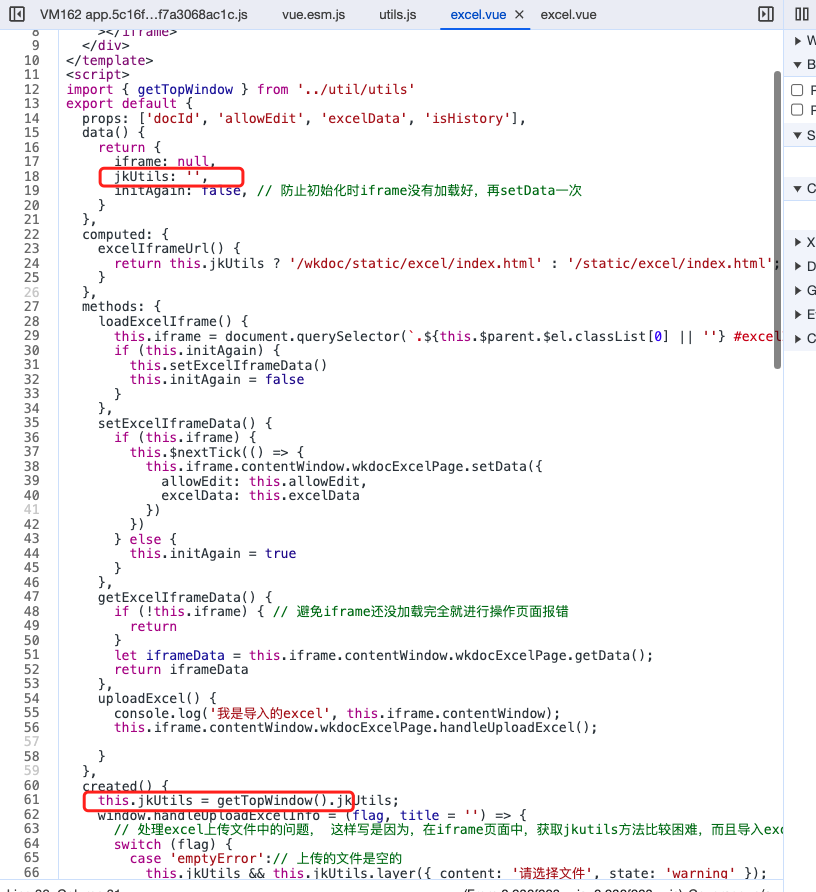 VM162 app.5c16f…f7a3068ac1c.js vue.esm.js utils.js excel.vue × excel.vue
8 ></iframe>
9 </div>
10 </template>
11 <script>
12 import { getTopWindow } from '../util/utils'
13 export default {
14 props: ['docId', 'allowEdit', 'excelData', 'isHistory'],
15 data() {
16 return {
17 iframe: null,
18 jkUtils: '',
19 initAgain: false, // 防止初始化时iframe没有加载好，再setData一次
20 }
21 },
22 computed: {
23 excelIframeUrl() {
24 return this.jkUtils ? '/wkdoc/static/excel/index.html' : '/static/excel/index.html';
25 }
26 },
27 methods: {
28 loadExcelIframe() {
29 this.iframe = document.querySelector(`.${this.$parent.$el.classList[0] || ''} #excel
30 if (this.initAgain) {
31 this.setExcelIframeData()
32 this.initAgain = false
33 }
34 },
35 setExcelIframeData() {
36 if (this.iframe) {
37 this.$nextTick(() => {
38 this.iframe.contentWindow.wkdocExcelPage.setData({
39 allowEdit: this.allowEdit,
40 excelData: this.excelData
41 })
42 })
43 } else {
44 this.initAgain = true
45 }
46 },
47 getExcelIframeData() {
48 if (!this.iframe) { // 避免iframe还没加载完全就进行操作页面报错
49 return
50 }
51 let iframeData = this.iframe.contentWindow.wkdocExcelPage.getData();
52 return iframeData
53 },
54 uploadExcel() {
55 console.log('我是导入的excel', this.iframe.contentWindow);
56 this.iframe.contentWindow.wkdocExcelPage.handleUploadExcel();
57
58 }
59 },
60 created() {
61 this.jkUtils = getTopWindow().jkUtils;
62 window.handleUploadExcelInfo = (flag, title = '') => {
63 // 处理excel上传文件中的问题， 这样写是因为，在iframe页面中，获取jkutils方法比较困难，而且导入exc
64 switch (flag) {
65 case 'emptyError':// 上传的文件是空的
66 this.jkUtils && this.jkUtils.layer({ content: '请选择文件', state: 'warning' });
W
B
S
C
X
D
G
C